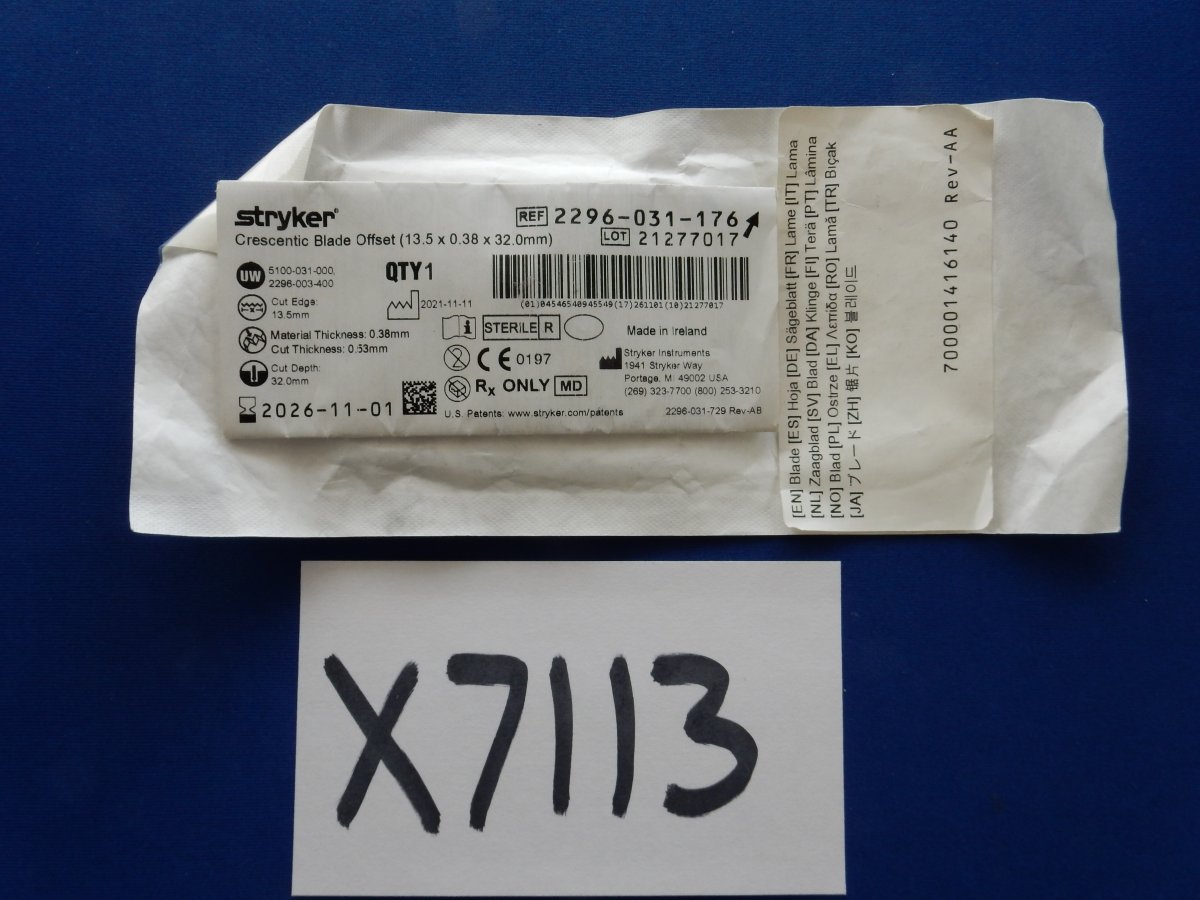 stryker®
REF 2296-031-176
Crescentic Blade Offset (13.5 x 0.38 x 32.0mm)
LOT 21277017
UW 5100-031-000,
2296-003-400
QTY 1
(01)04546540945549(17)261101(10)21277017
Cut Edge:
13.5mm
2021-11-11
STERILE R
Made in Ireland
Material Thickness: 0.38mm
Cut Thickness: 0.53mm
CE 0197
Stryker Instruments
1941 Stryker Way
Portage, MI 49002 USA
(269) 323-7700 (800) 253-3210
Cut Depth:
32.0mm
Rx ONLY MD
2026-11-01
U.S. Patents: www.stryker.com/patents
2296-031-729 Rev-AB
[EN] Blade [ES] Hoja [DE] Sägeblatt [FR] Lame [IT] Lama
[NL] Zaagblad [SV] Blad [DA] Klinge [FI] Terä [PT] Lâmina
[NO] Blad [PL] Ostrze [EL] Λεπίδα [RO] Lamă [TR] Bıçak
[JA] ブレード [ZH] 锯片 [KO] 블레이드
700001416140 Rev-AA
X7113